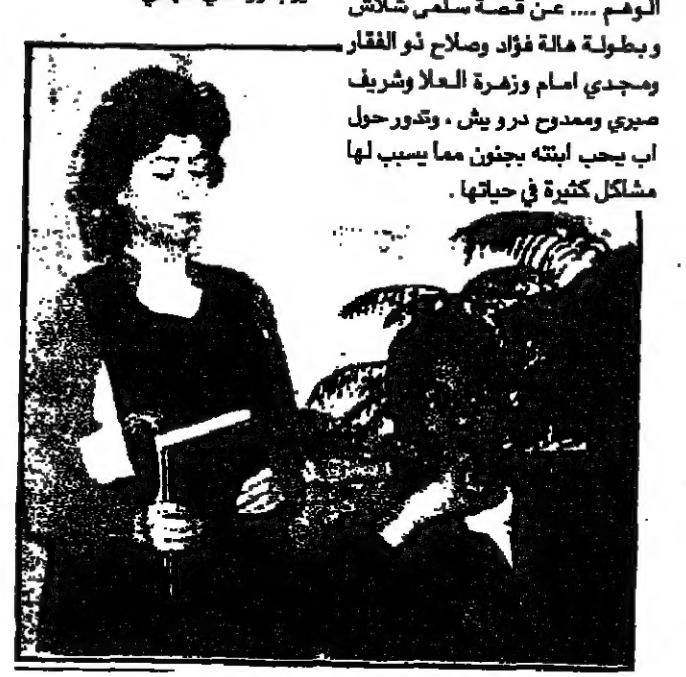 الوهم .... عن قصة سلمى شلاش
وبطولة هالة فؤاد وصلاح ذو الفقار
ومجدي امام وزهرة العلا وشريف
صبري وممدوح درويش ، وتدور حول
اب يحب ابنته بجنون مما يسبب لها
مشاكل كثيرة في حياتها .